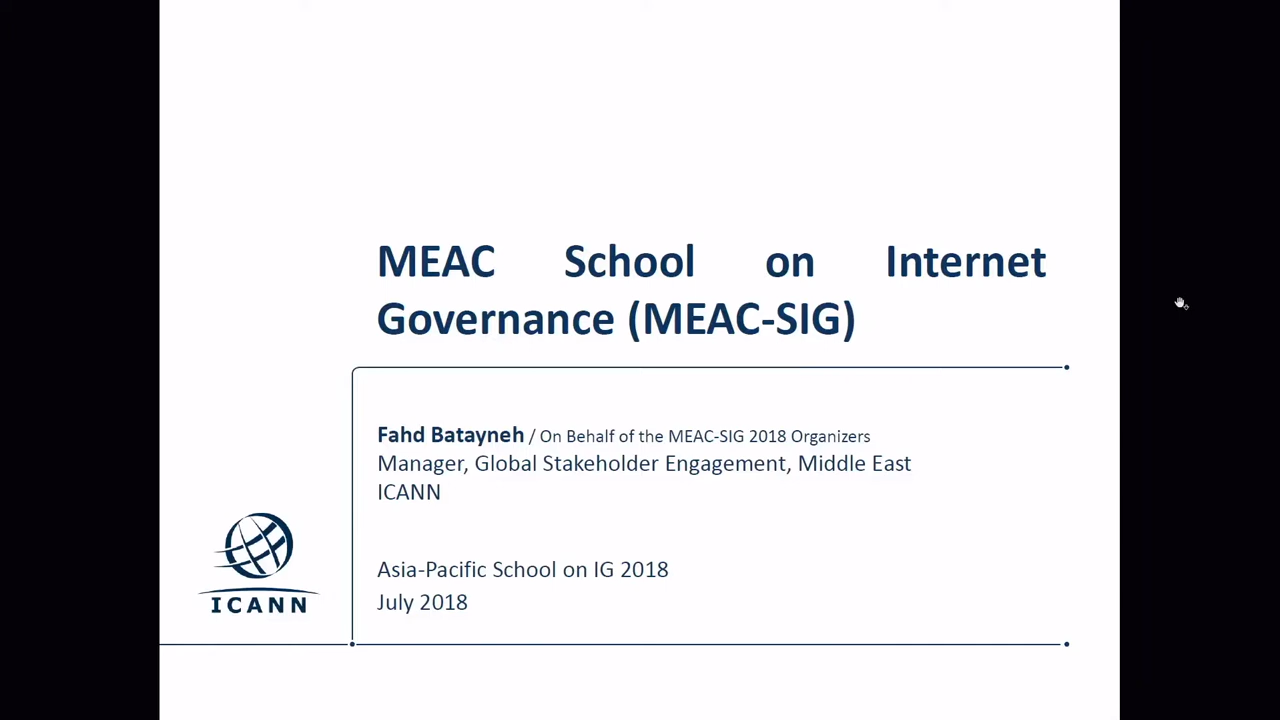 MEAC School on Internet
Governance (MEAC-SIG)
Fahd Batayneh / On Behalf of the MEAC-SIG 2018 Organizers
Manager, Global Stakeholder Engagement, Middle East
ICANN
ICANN
Asia-Pacific School on IG 2018
July 2018